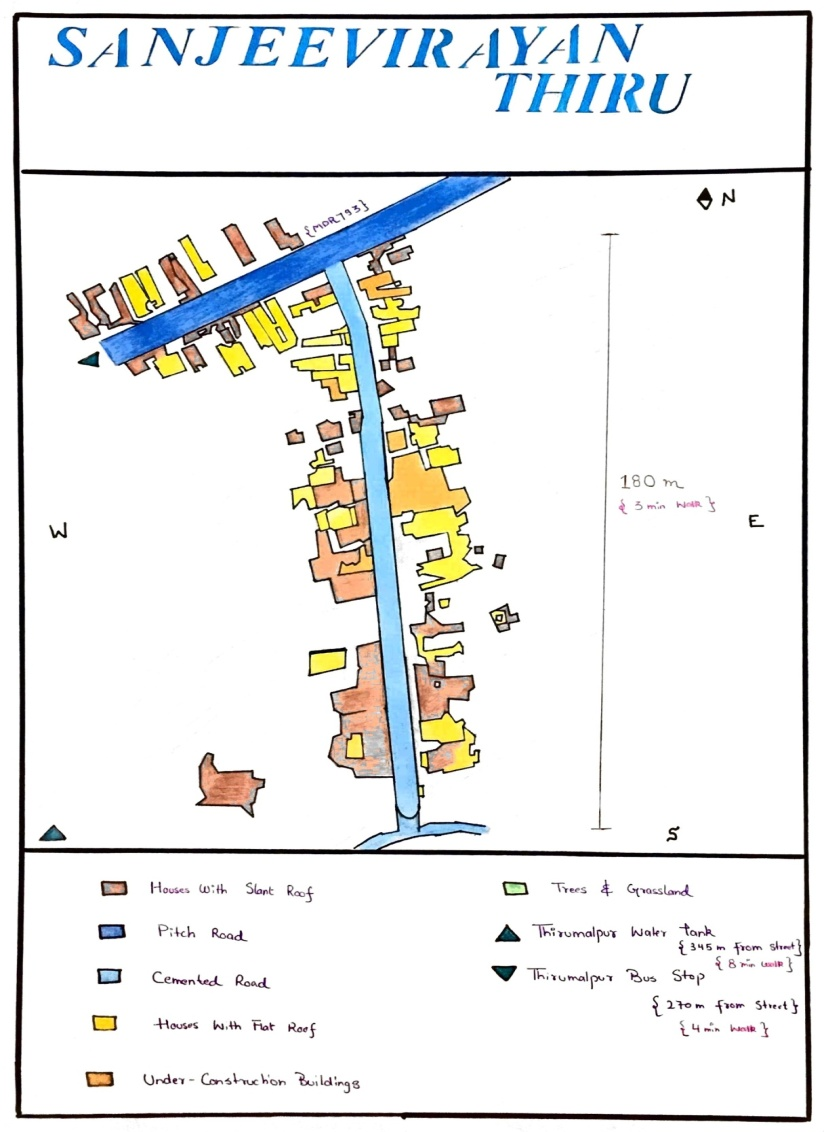 SANJEEVIRAYAN
THIRU
N
{MDR 793}
180 m
{ 3 min walk }
W
E
S
Houses With Slant Roof
Pitch Road
Cemented Road
Houses With Flat Roof
Under-Construction Buildings
Trees & Grassland
Thirumalpur Water Tank
{ 345 m from street}
{ 8 min walk }
Thirumalpur Bus Stop
{ 270 m from Street }
{ 4 min Walk }